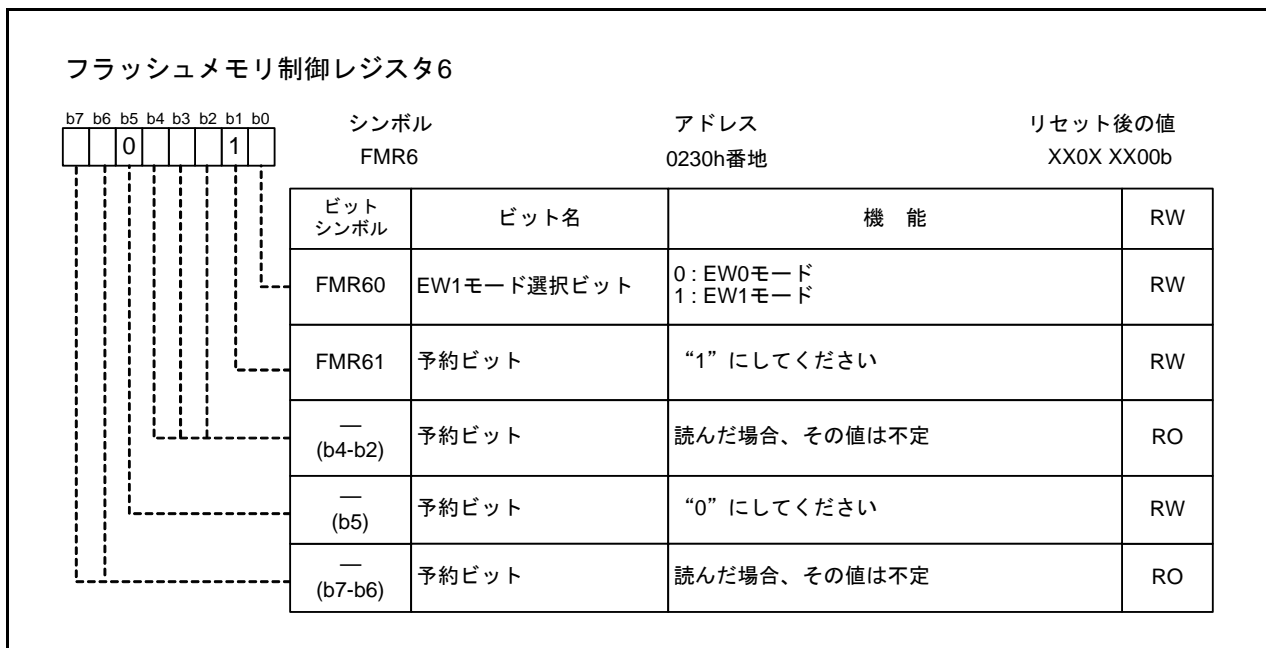 フラッシュメモリ制御レジスタ6
b7 b6 b5 b4 b3 b2 b1 b0
0 1
シンボル アドレス リセット後の値
FMR6 0230h番地 XX0X XX00b
ビット
シンボル ビット名 機 能 RW
FMR60 EW1モード選択ビット 0 : EW0モード
1 : EW1モード RW
FMR61 予約ビット “1”にしてください RW
—
(b4-b2) 予約ビット 読んだ場合、その値は不定 RO
—
(b5) 予約ビット “0”にしてください RW
—
(b7-b6) 予約ビット 読んだ場合、その値は不定 RO